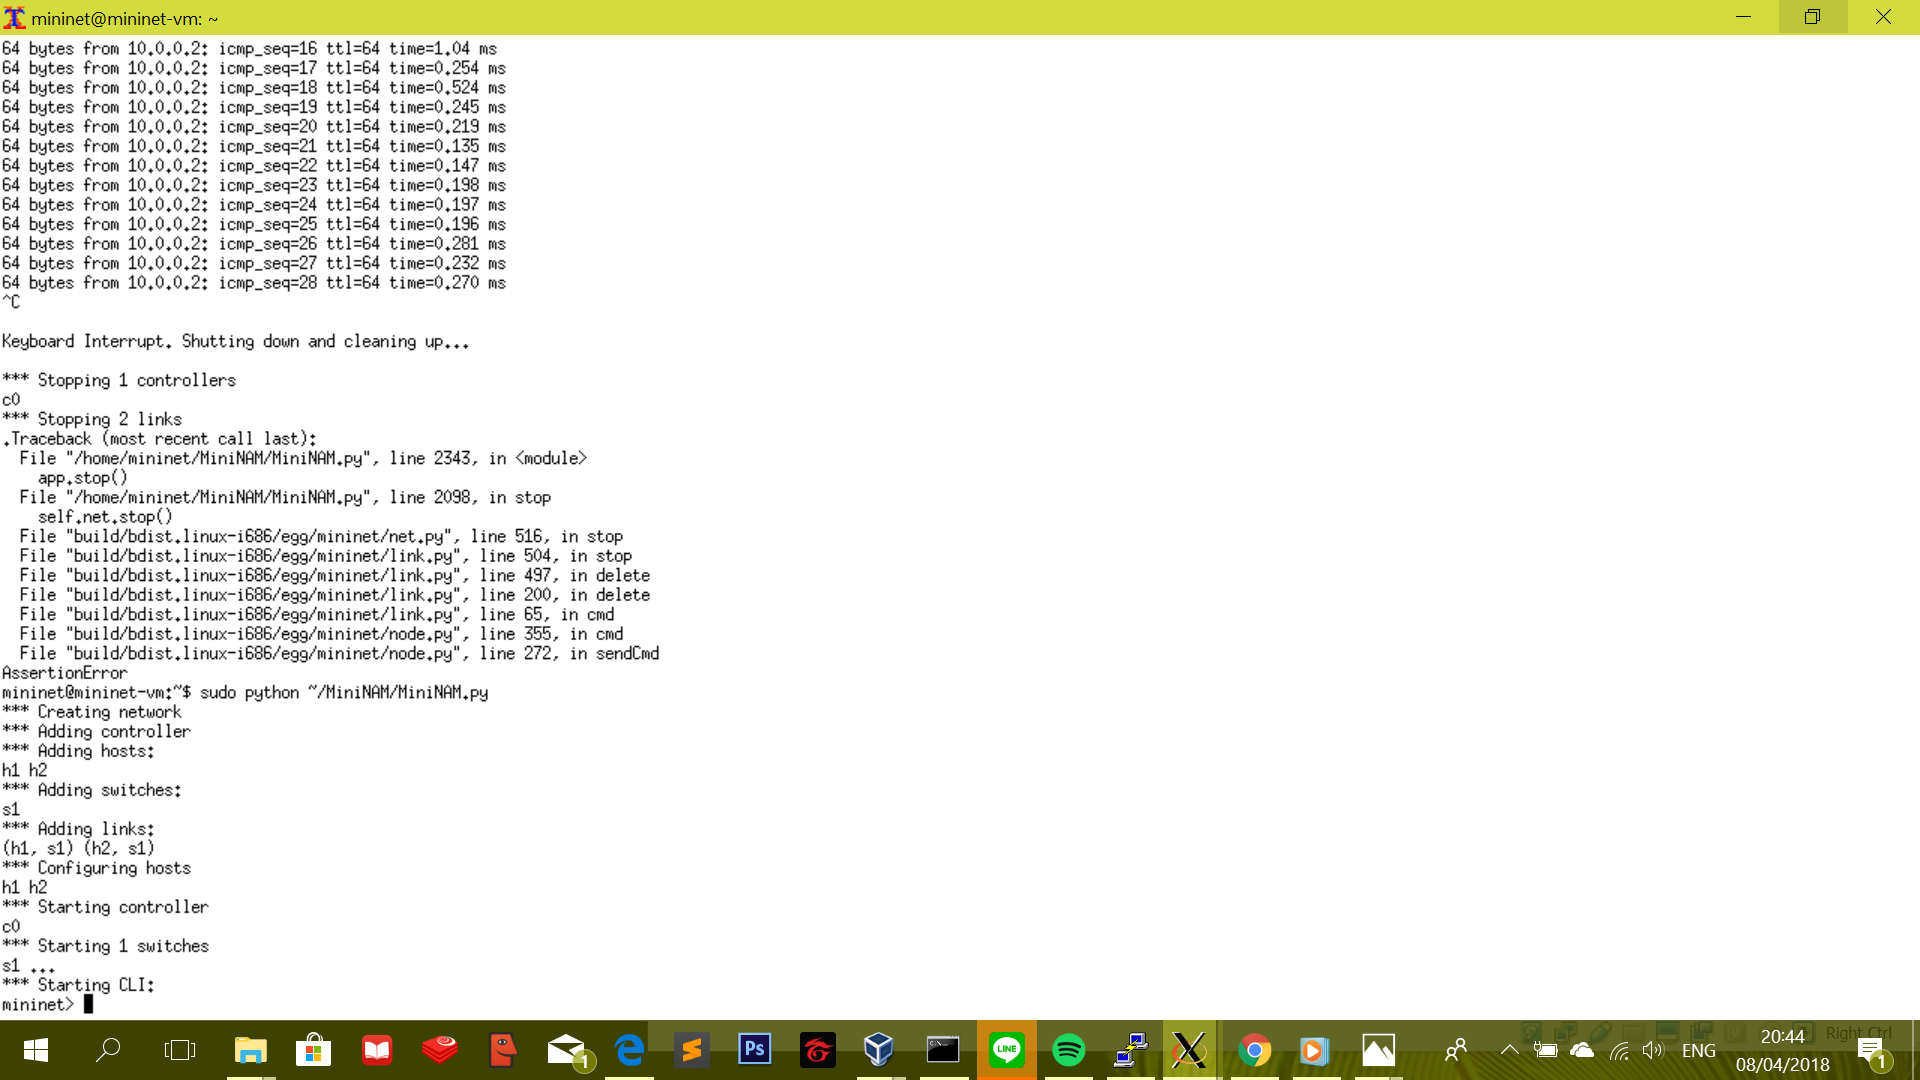 mininet@mininet-vm: ~
64 bytes from 10.0.0.2: icmp_seq=16 ttl=64 time=1.04 ms
64 bytes from 10.0.0.2: icmp_seq=17 ttl=64 time=0.254 ms
64 bytes from 10.0.0.2: icmp_seq=18 ttl=64 time=0.524 ms
64 bytes from 10.0.0.2: icmp_seq=19 ttl=64 time=0.245 ms
64 bytes from 10.0.0.2: icmp_seq=20 ttl=64 time=0.219 ms
64 bytes from 10.0.0.2: icmp_seq=21 ttl=64 time=0.135 ms
64 bytes from 10.0.0.2: icmp_seq=22 ttl=64 time=0.147 ms
64 bytes from 10.0.0.2: icmp_seq=23 ttl=64 time=0.198 ms
64 bytes from 10.0.0.2: icmp_seq=24 ttl=64 time=0.197 ms
64 bytes from 10.0.0.2: icmp_seq=25 ttl=64 time=0.196 ms
64 bytes from 10.0.0.2: icmp_seq=26 ttl=64 time=0.281 ms
64 bytes from 10.0.0.2: icmp_seq=27 ttl=64 time=0.232 ms
64 bytes from 10.0.0.2: icmp_seq=28 ttl=64 time=0.270 ms
^C
Keyboard Interrupt. Shutting down and cleaning up...
*** Stopping 1 controllers
c0
*** Stopping 2 links
.Traceback (most recent call last):
File "/home/mininet/MiniNAM/MiniNAM.py", line 2343, in <module>
app.stop()
File "/home/mininet/MiniNAM/MiniNAM.py", line 2098, in stop
self.net.stop()
File "build/bdist.linux-i686/egg/mininet/net.py", line 516, in stop
File "build/bdist.linux-i686/egg/mininet/link.py", line 504, in stop
File "build/bdist.linux-i686/egg/mininet/link.py", line 497, in delete
File "build/bdist.linux-i686/egg/mininet/link.py", line 200, in delete
File "build/bdist.linux-i686/egg/mininet/link.py", line 65, in cmd
File "build/bdist.linux-i686/egg/mininet/node.py", line 355, in cmd
File "build/bdist.linux-i686/egg/mininet/node.py", line 272, in sendCmd
AssertionError
mininet@mininet-vm:~$ sudo python ~/MiniNAM/MiniNAM.py
*** Creating network
*** Adding controller
*** Adding hosts:
h1 h2
*** Adding switches:
s1
*** Adding links:
(h1, s1) (h2, s1)
*** Configuring hosts
h1 h2
*** Starting controller
c0
*** Starting 1 switches
s1 ...
*** Starting CLI:
mininet>
1
Ps
C:\
LINE
ENG
Right Ctrl
20:44
08/04/2018
1